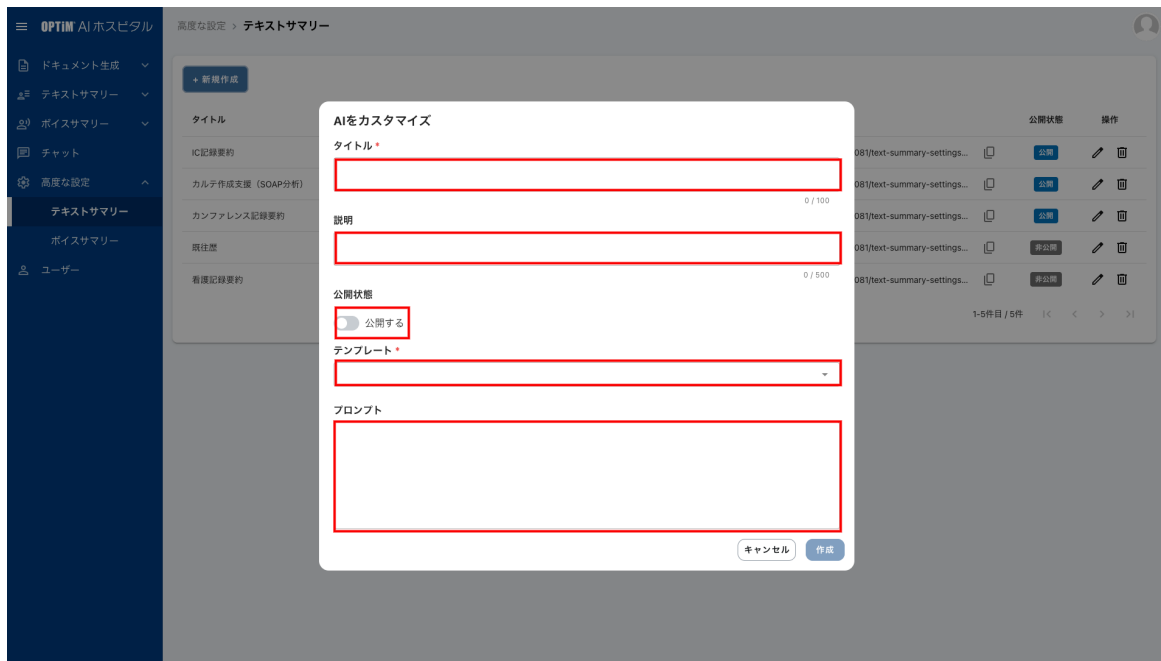 OPTiM AI ホスピタル
高度な設定 > テキストサマリー
ドキュメント生成
テキストサマリー
ボイスサマリー
チャット
高度な設定
テキストサマリー
ボイスサマリー
ユーザー
+ 新規作成
タイトル 公開状態 操作
IC記録要約 081/text-summary-settings... 公開
カルテ作成支援(SOAP分析) 081/text-summary-settings... 公開
カンファレンス記録要約 081/text-summary-settings... 公開
既往歴 081/text-summary-settings... 非公開
看護記録要約 081/text-summary-settings... 非公開
1-5件目 / 5件
AIをカスタマイズ
タイトル *
0 / 100
説明
0 / 500
公開状態
公開する
テンプレート *
プロンプト
キャンセル 作成